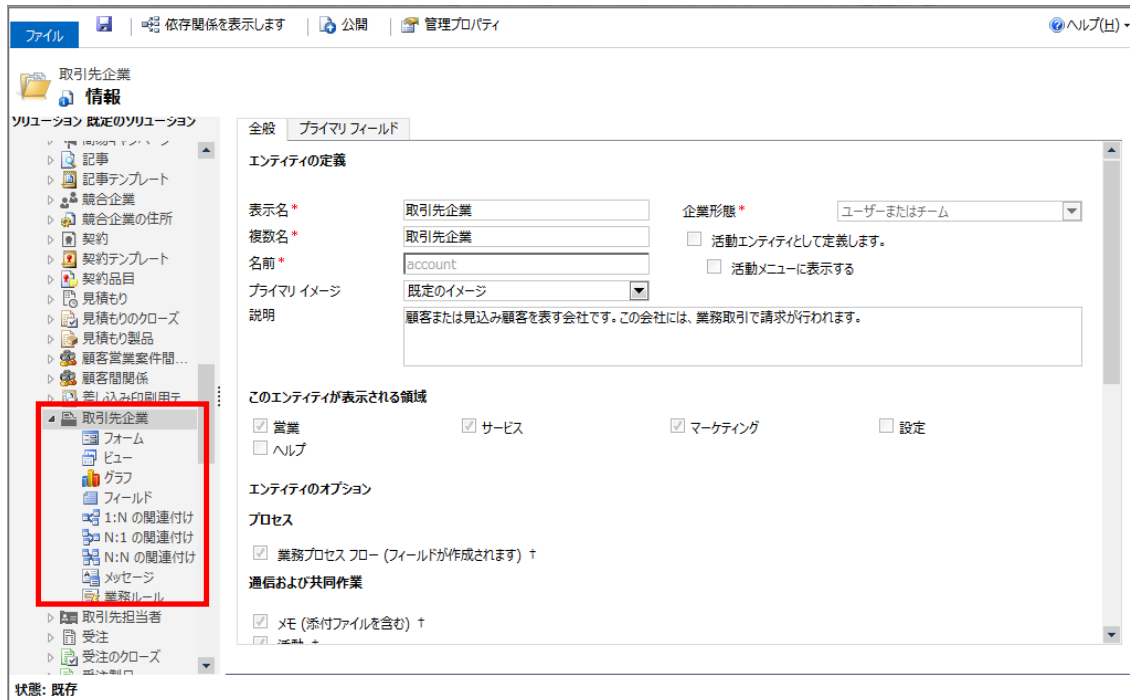 ファイル
依存関係を表示します
公開
管理プロパティ
ヘルプ(H)
取引先企業
情報
ソリューション 既定のソリューション
記事
記事テンプレート
競合企業
競合企業の住所
契約
契約テンプレート
契約品目
見積もり
見積もりのクローズ
見積もり製品
顧客営業案件間...
顧客間関係
差し込み印刷用テ
取引先企業
フォーム
ビュー
グラフ
フィールド
1:N の関連付け
N:1 の関連付け
N:N の関連付け
メッセージ
業務ルール
取引先担当者
受注
受注のクローズ
受注製品
全般
プライマリ フィールド
エンティティの定義
表示名*
取引先企業
企業形態*
ユーザーまたはチーム
複数名*
取引先企業
活動エンティティとして定義します。
名前*
account
活動メニューに表示する
プライマリ イメージ
既定のイメージ
説明
顧客または見込み顧客を表す会社です。この会社には、業務取引で請求が行われます。
このエンティティが表示される領域
営業
サービス
マーケティング
設定
ヘルプ
エンティティのオプション
プロセス
業務プロセス フロー (フィールドが作成されます) †
通信および共同作業
メモ (添付ファイルを含む) †
活動 †
状態: 既存